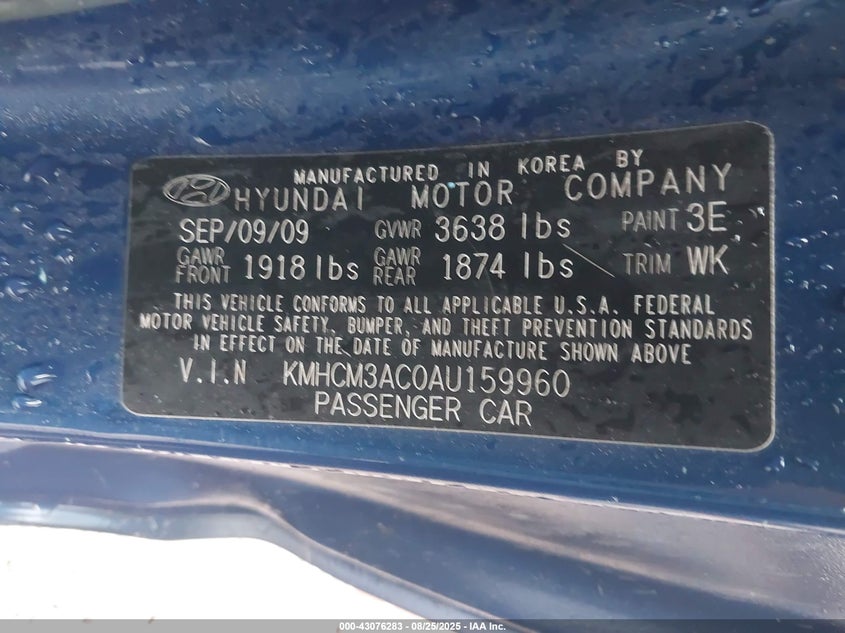 MANUFACTURED IN KOREA BY
HYUNDAI MOTOR COMPANY
SEP/09/09 GVWR 3638 lbs PAINT 3E
GAWR FRONT 1918 lbs GAWR REAR 1874 lbs TRIM WK
THIS VEHICLE CONFORMS TO ALL APPLICABLE U.S.A. FEDERAL
MOTOR VEHICLE SAFETY, BUMPER, AND THEFT PREVENTION STANDARDS
IN EFFECT ON THE DATE OF MANUFACTURE SHOWN ABOVE
V.I.N KMHCM3AC0AU159960
PASSENGER CAR
000-43076283 - 08/25/2025 - IAA Inc.